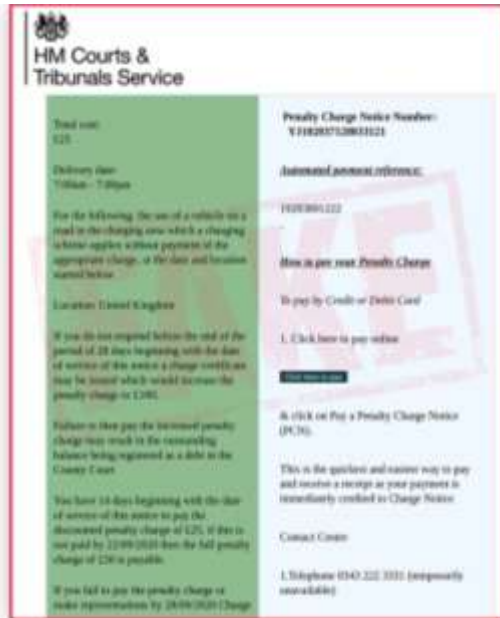 HM Courts &
Tribunals Service
Total cost:
£25
Delivery date:
7:00am - 7:00pm
For the following, the use of a vehicle on a
road in the charging area which a charging
scheme applies without payment of the
appropriate charge, at the date and location
started below
Location: United Kingdom
If you do not respond before the end of the
period of 28 days beginning with the date
of service of this notice a charge certificate
may be issued which would increase the
penalty charge to £100.
Failure to then pay the increased penalty
charge may result in the outstanding
balance being registered as a debt in the
County Court
You have 14 days beginning with the date
of service of this notice to pay the
discounted penalty charge of £25, if this is
not paid by 22/09/2020 then the full penalty
charge of £50 is payable.
If you fail to pay the penalty charge or
make representations by 28/09/2020 Charge
Penalty Charge Notice Number:
Automated payment reference:
How to pay your Penalty Charge
To pay by Credit or Debit Card
1. Click here to pay online
& click on Pay a Penalty Charge Notice
(PCN).
This is the quickest and easiest way to pay
and receive a receipt as your payment is
immediately credited to Charge Notice
Contact Centre
1.Telephone 0343 222 3331 (temporarily
unavailable)
FAKE